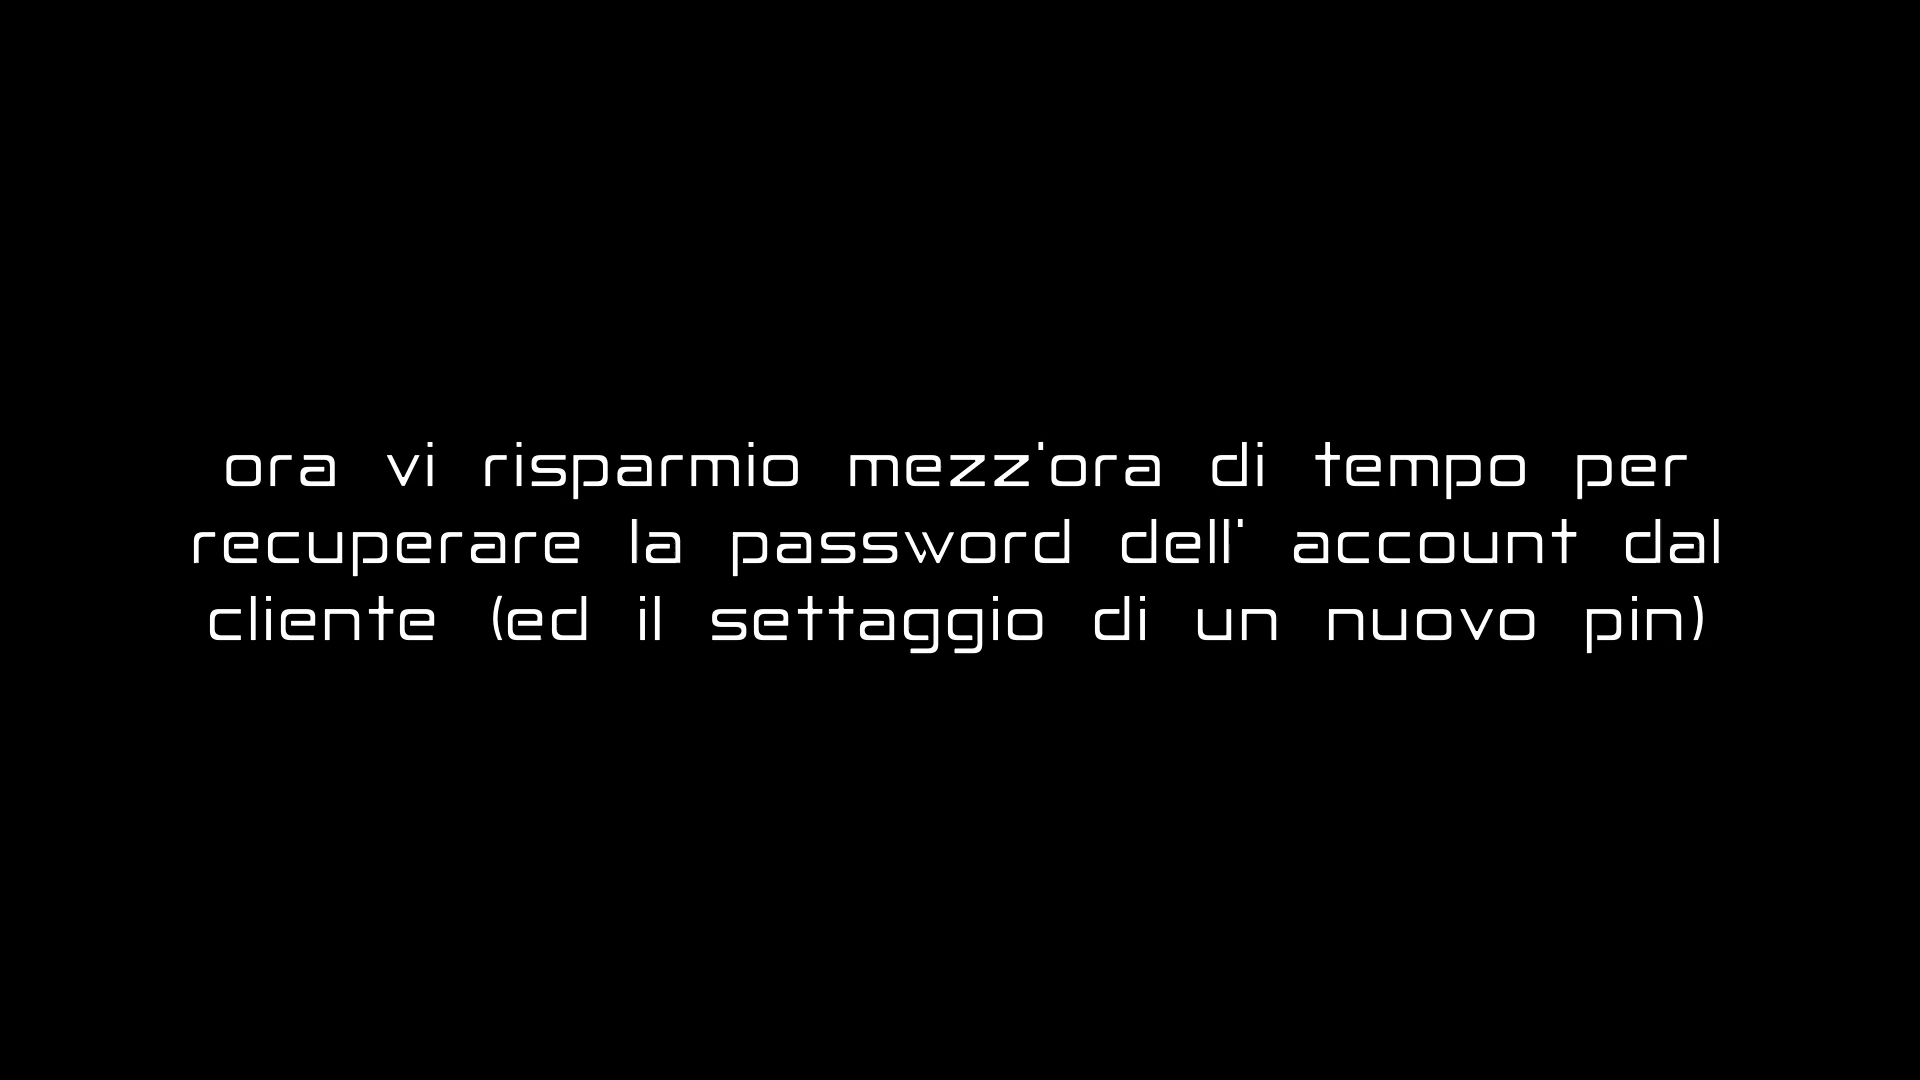 ora vi risparmio mezz'ora di tempo per
recuperare la password dell' account dal
cliente (ed il settaggio di un nuovo pin)